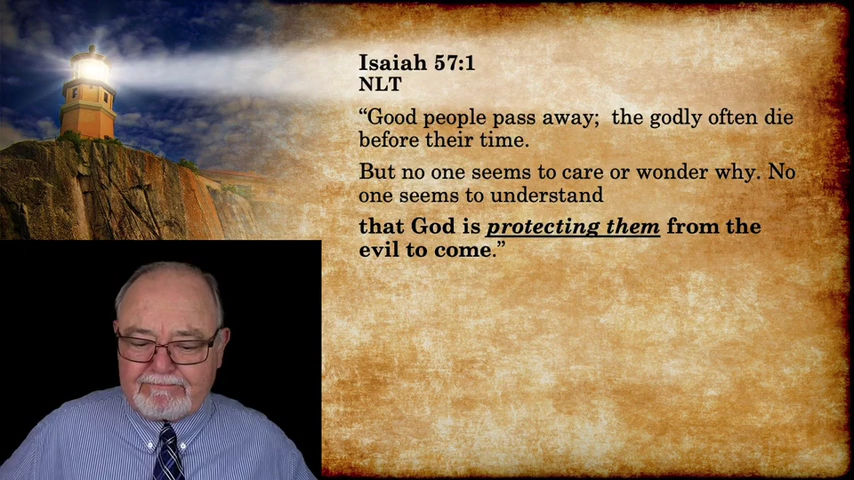 Isaiah 57:1
NLT
“Good people pass away;  the godly often die
before their time.
But no one seems to care or wonder why. No
one seems to understand
that God is protecting them from the
evil to come.”